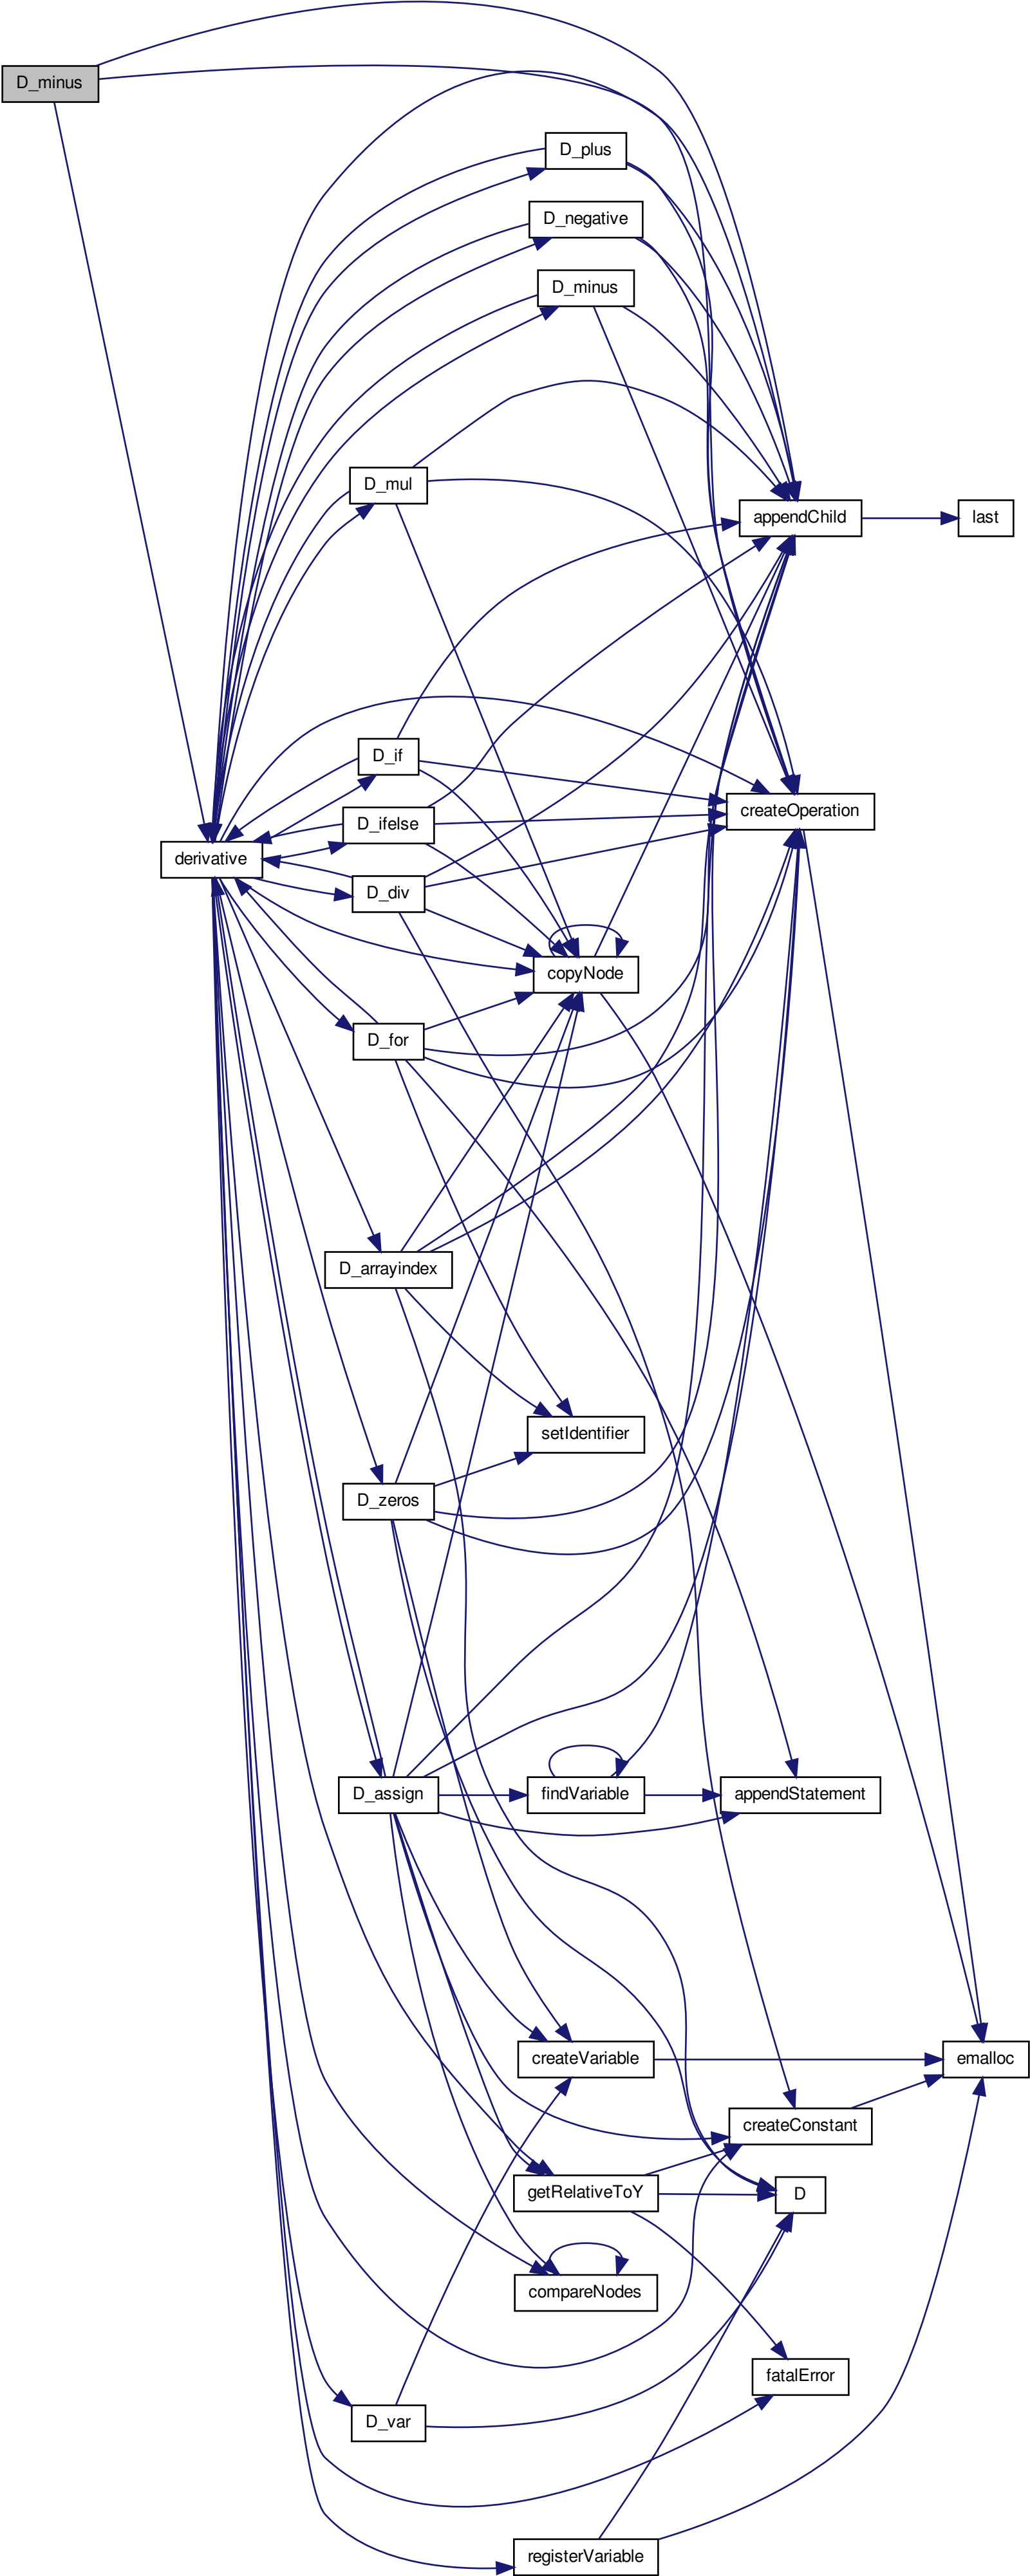 D_minus
D_plus
D_negative
D_minus
D_mul
appendChild
last
D_if
createOperation
D_ifelse
derivative
D_div
copyNode
D_for
D_arrayindex
setIdentifier
D_zeros
D_assign
findVariable
appendStatement
createVariable
emalloc
createConstant
getRelativeToY
D
compareNodes
fatalError
D_var
registerVariable